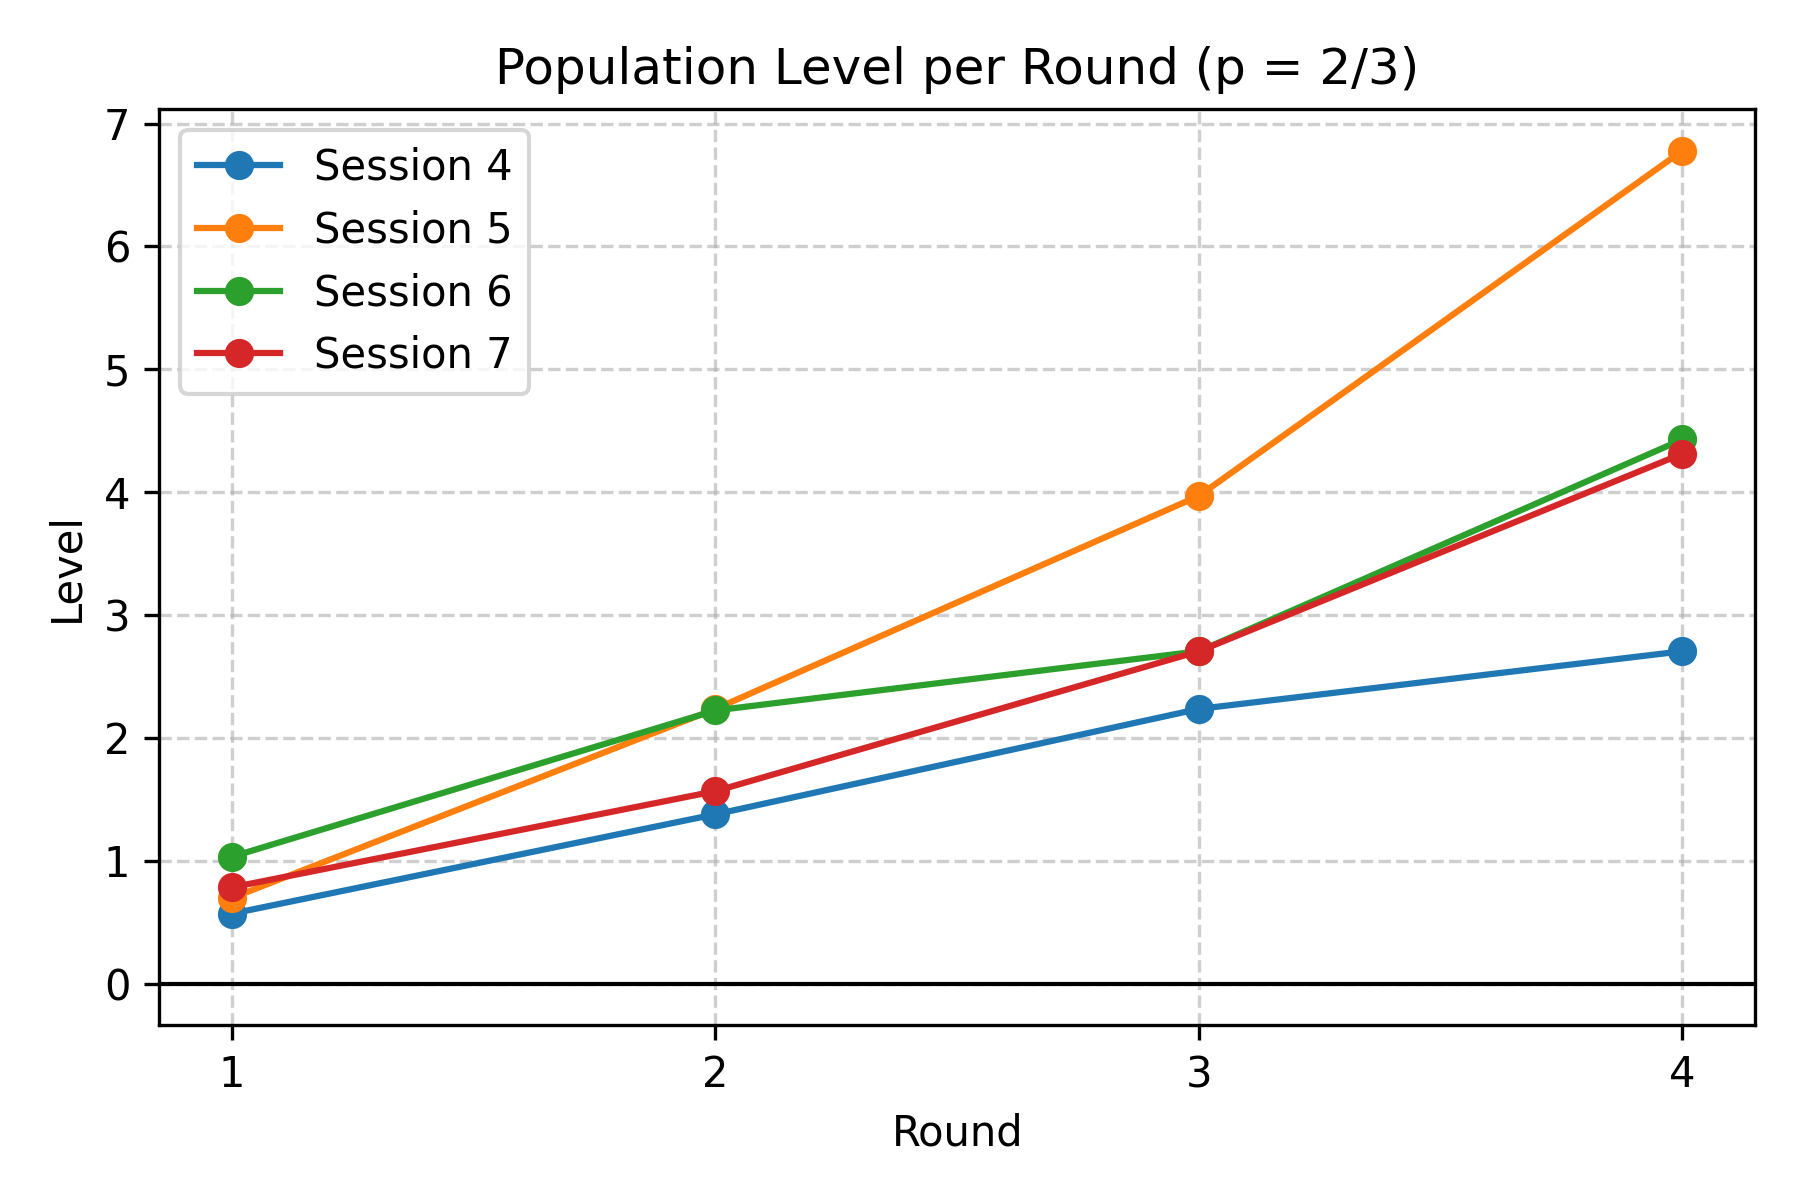 Population Level per Round (p = 2/3)
7
6
5
4
3
2
1
0
Level
Session 4
Session 5
Session 6
Session 7
1 2 3 4
Round